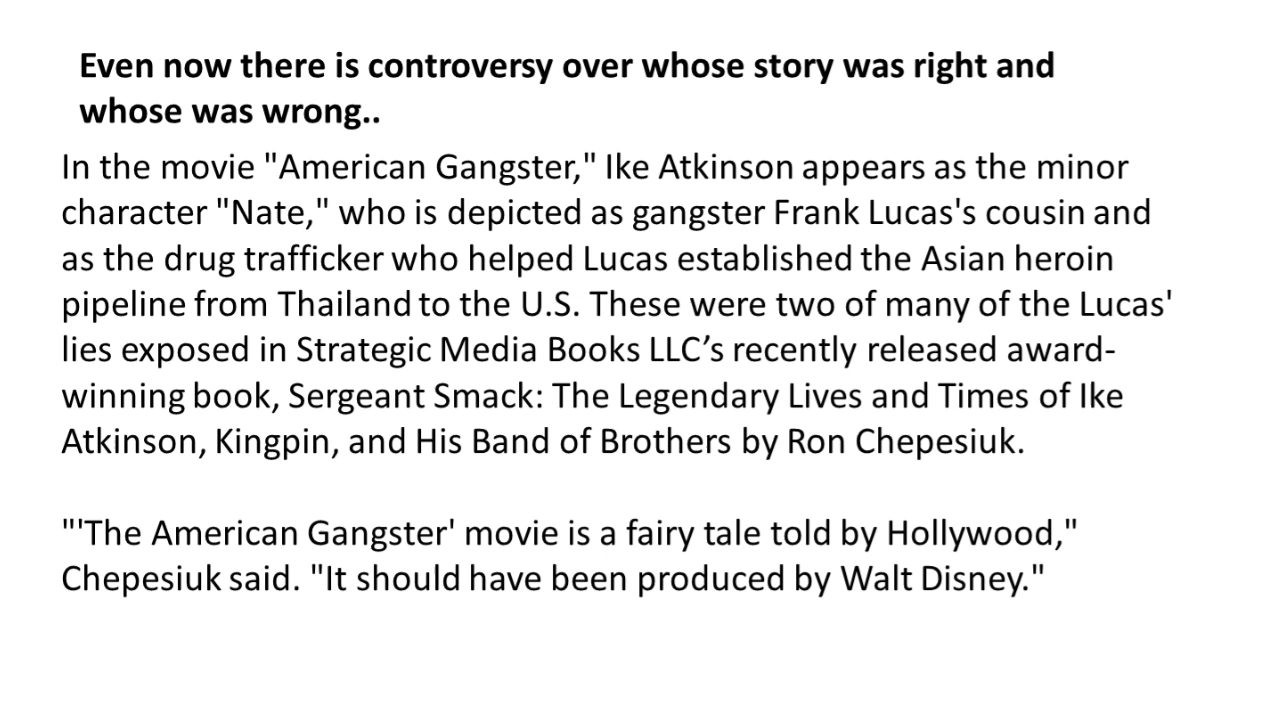 Even now there is controversy over whose story was right and
whose was wrong..
In the movie "American Gangster," Ike Atkinson appears as the minor
character "Nate," who is depicted as gangster Frank Lucas's cousin and
as the drug trafficker who helped Lucas established the Asian heroin
pipeline from Thailand to the U.S. These were two of many of the Lucas'
lies exposed in Strategic Media Books LLC’s recently released award-
winning book, Sergeant Smack: The Legendary Lives and Times of Ike
Atkinson, Kingpin, and His Band of Brothers by Ron Chepesiuk.
"'The American Gangster' movie is a fairy tale told by Hollywood,"
Chepesiuk said. "It should have been produced by Walt Disney."